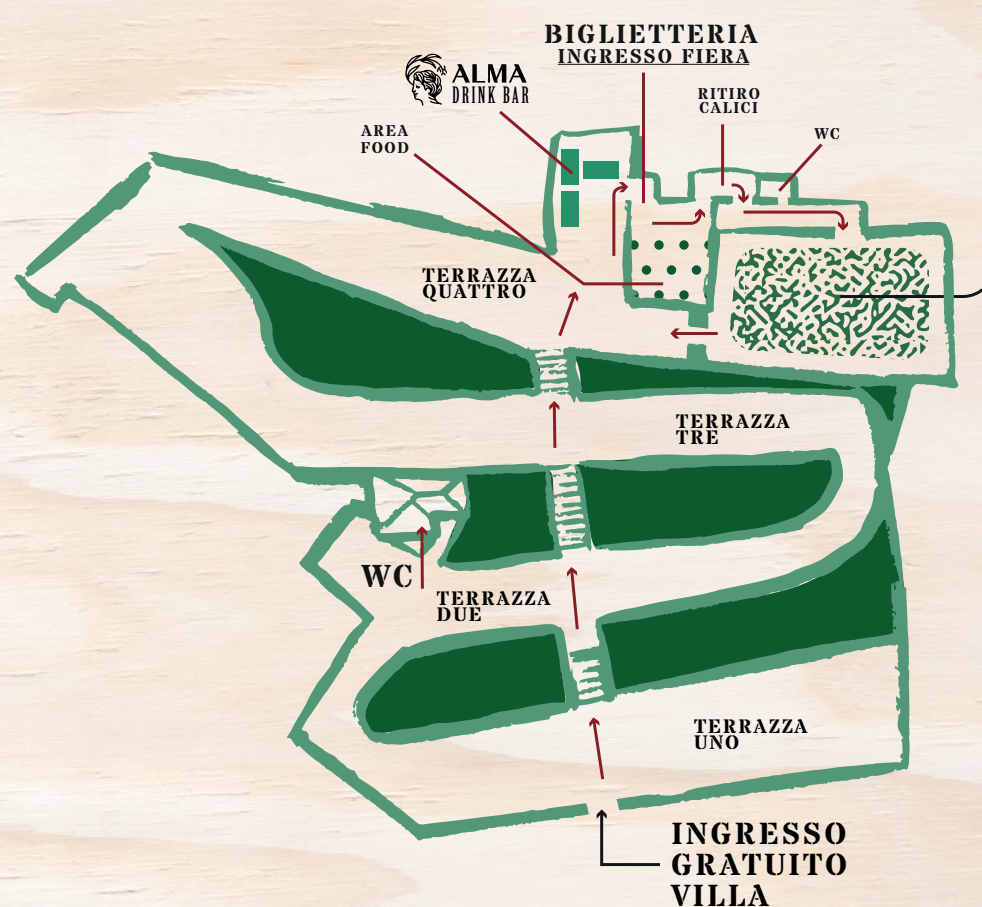 BIGLIETTERIA
INGRESSO FIERA
ALMA
DRINK BAR
RITIRO
CALICI
AREA
FOOD
WC
TERRAZZA
QUATTRO
TERRAZZA
TRE
WC
TERRAZZA
DUE
TERRAZZA
UNO
INGRESSO
GRATUITO
VILLA